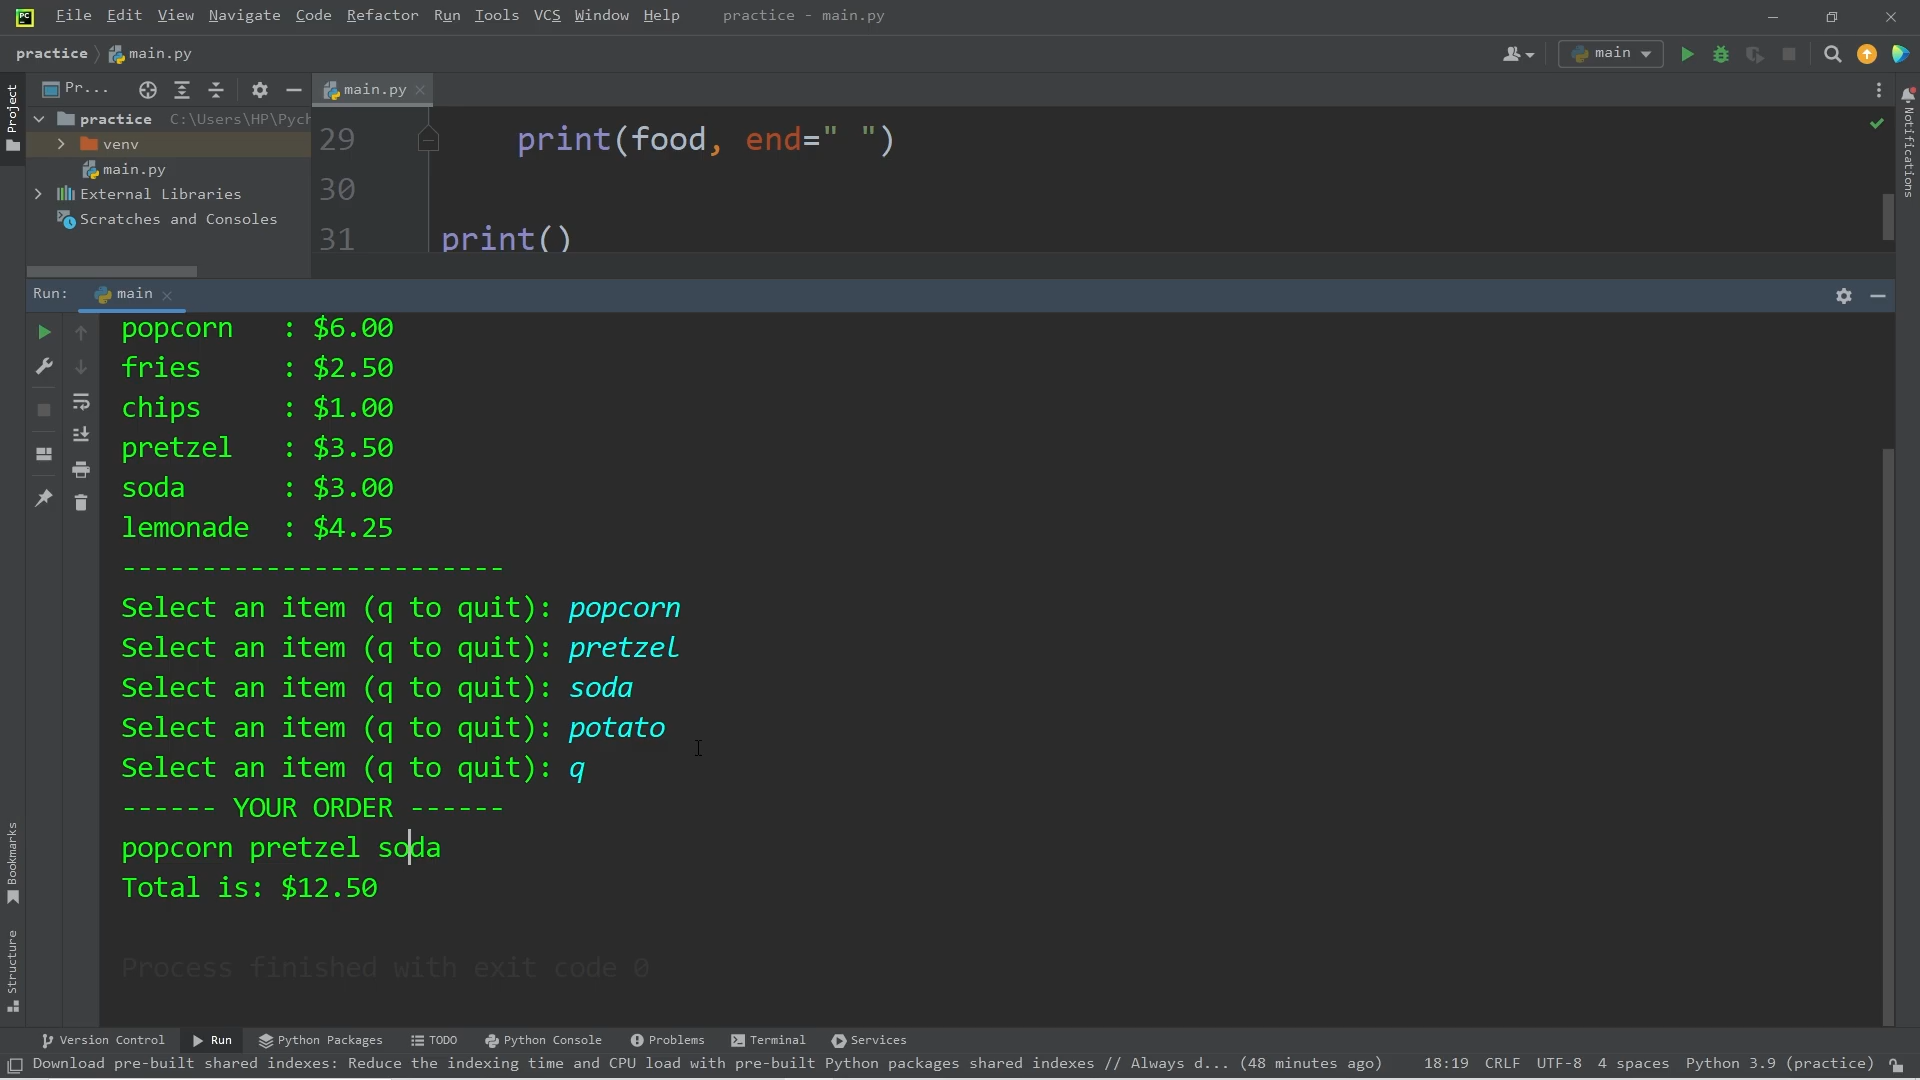 File Edit View Navigate Code Refactor Run Tools VCS Window Help practice - main.py
practice main.py main
Pr... main.py
Project
practice C:\Users\HP\Pych
venv
main.py
External Libraries
Scratches and Consoles
29 print(food, end=" ")
30
31 print()
Notifications
Run: main
popcorn : $6.00
fries : $2.50
chips : $1.00
pretzel : $3.50
soda : $3.00
lemonade : $4.25
------------------------
Select an item (q to quit): popcorn
Select an item (q to quit): pretzel
Select an item (q to quit): soda
Select an item (q to quit): potato
Select an item (q to quit): q
------ YOUR ORDER ------
popcorn pretzel soda
Total is: $12.50
Process finished with exit code 0
Bookmarks
Structure
Version Control Run Python Packages TODO Python Console Problems Terminal Services
Download pre-built shared indexes: Reduce the indexing time and CPU load with pre-built Python packages shared indexes // Always d... (48 minutes ago) 18:19 CRLF UTF-8 4 spaces Python 3.9 (practice)